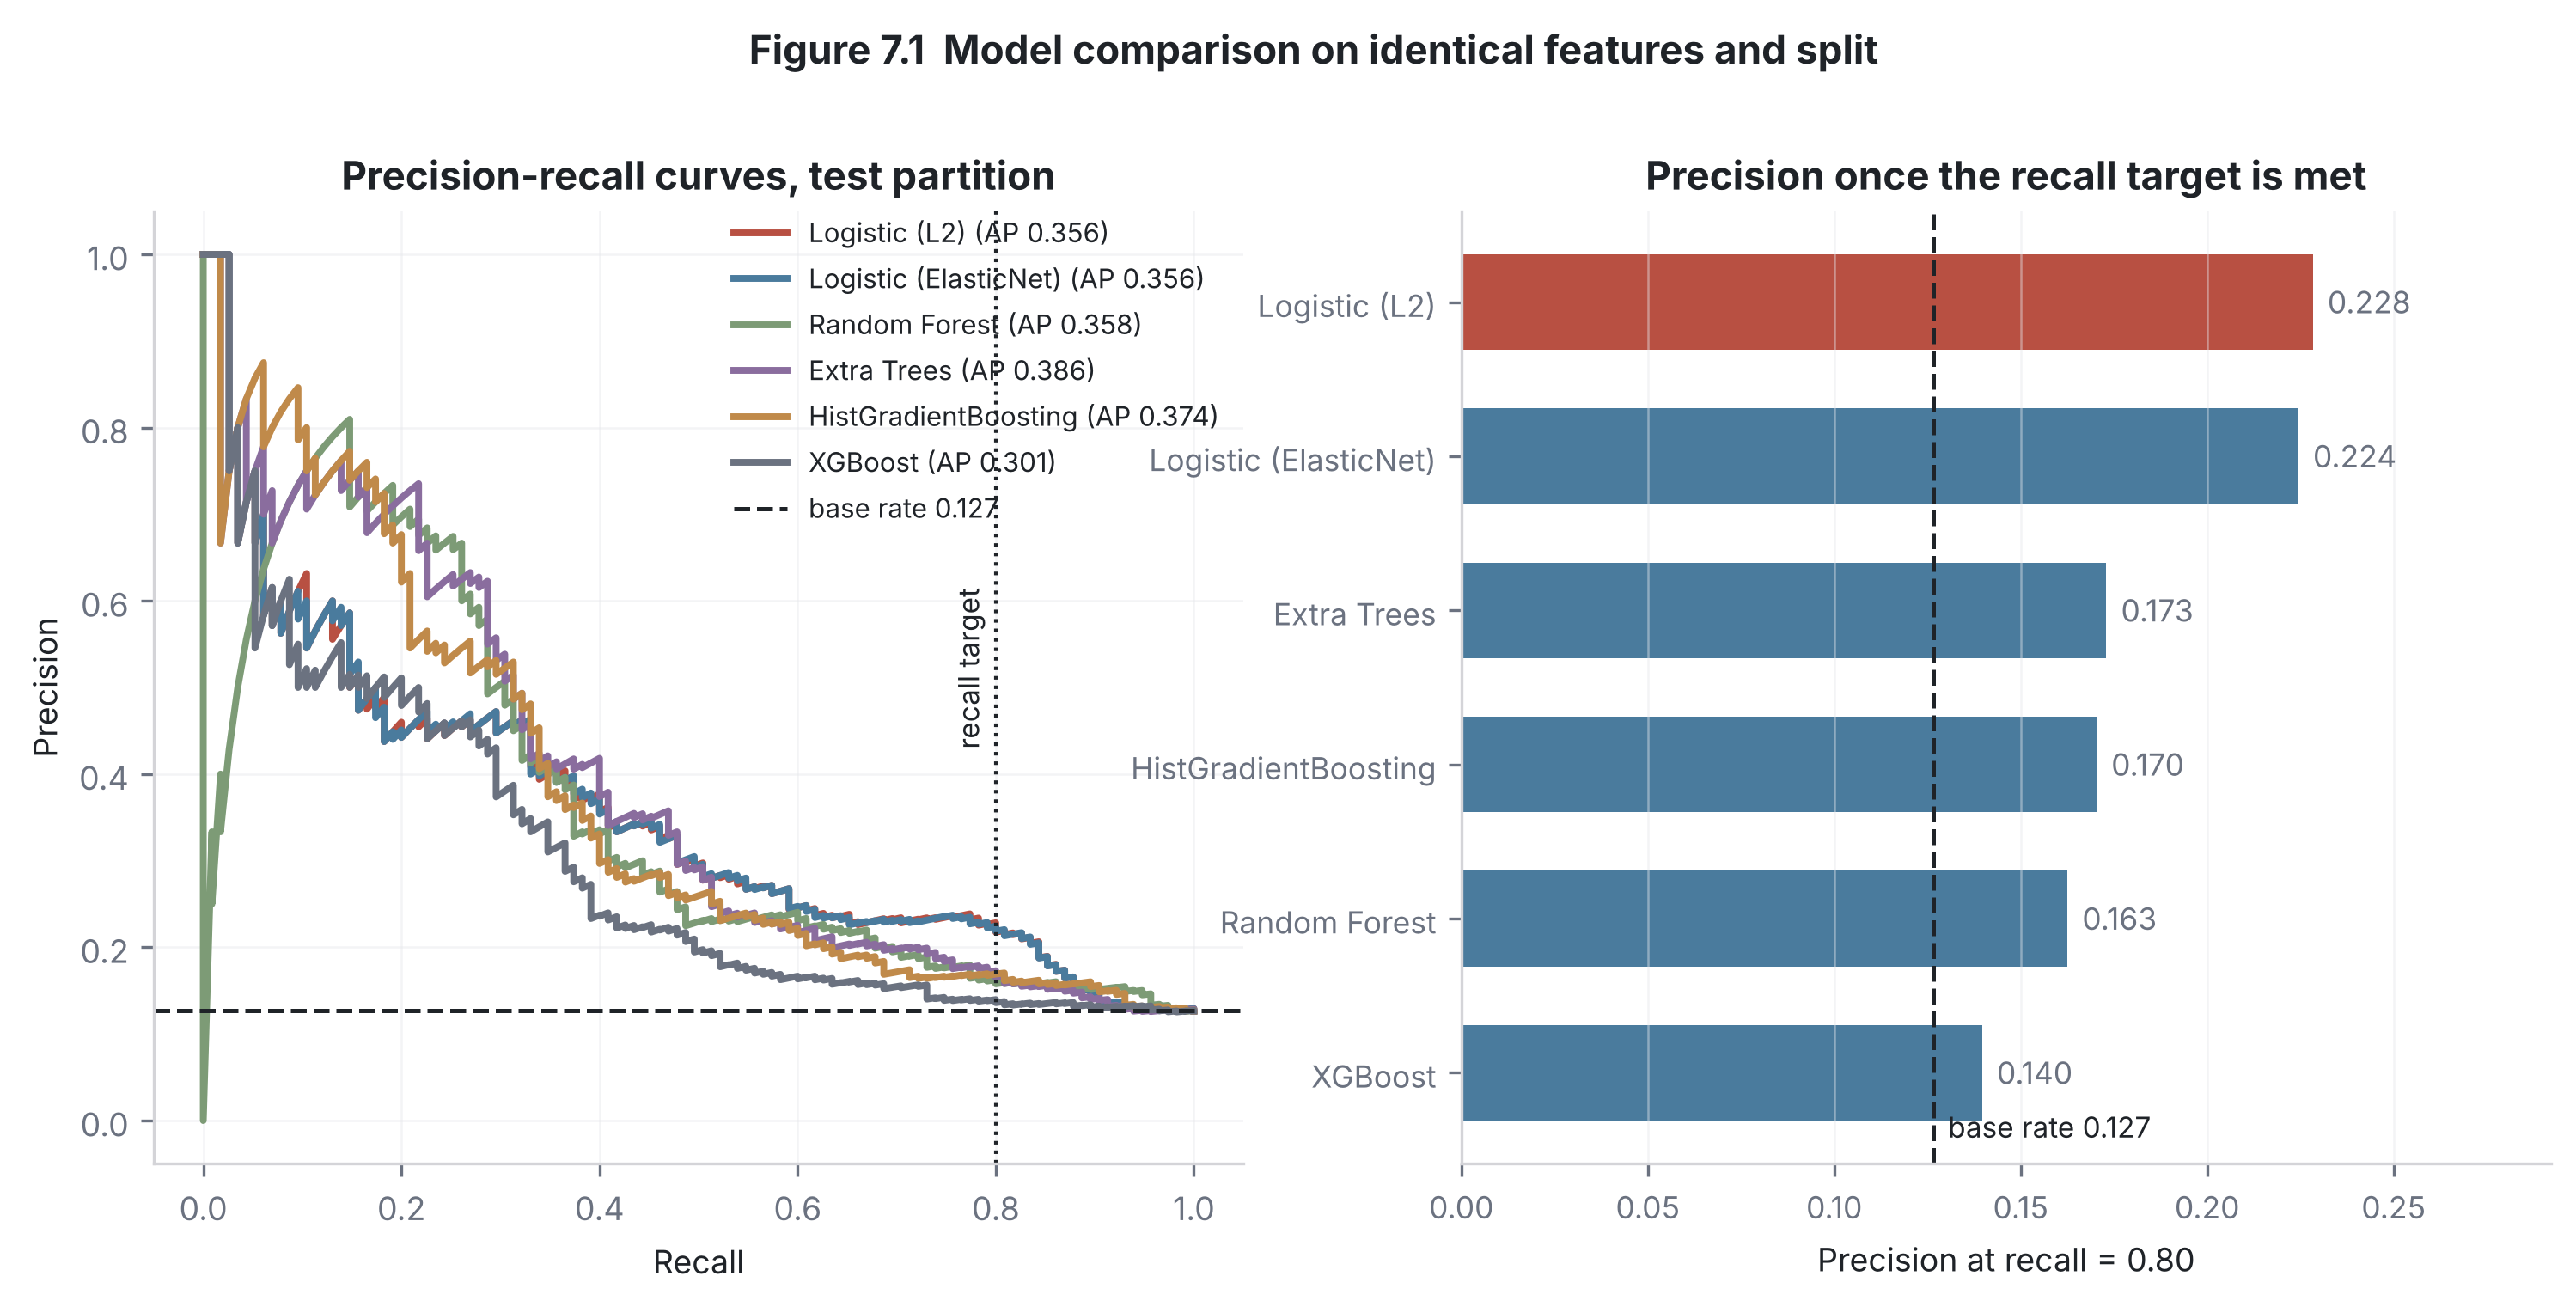 Figure 7.1 Model comparison on identical features and split
Precision-recall curves, test partition
Precision
1.0
0.8
0.6
0.4
0.2
0.0
Logistic (L2) (AP 0.356)
Logistic (ElasticNet) (AP 0.356)
Random Forest (AP 0.358)
Extra Trees (AP 0.386)
HistGradientBoosting (AP 0.374)
XGBoost (AP 0.301)
base rate 0.127
recall target
0.0 0.2 0.4 0.6 0.8 1.0
Recall
Precision once the recall target is met
Logistic (L2) 0.228
Logistic (ElasticNet) 0.224
Extra Trees 0.173
HistGradientBoosting 0.170
Random Forest 0.163
XGBoost 0.140
base rate 0.127
0.00 0.05 0.10 0.15 0.20 0.25
Precision at recall = 0.80